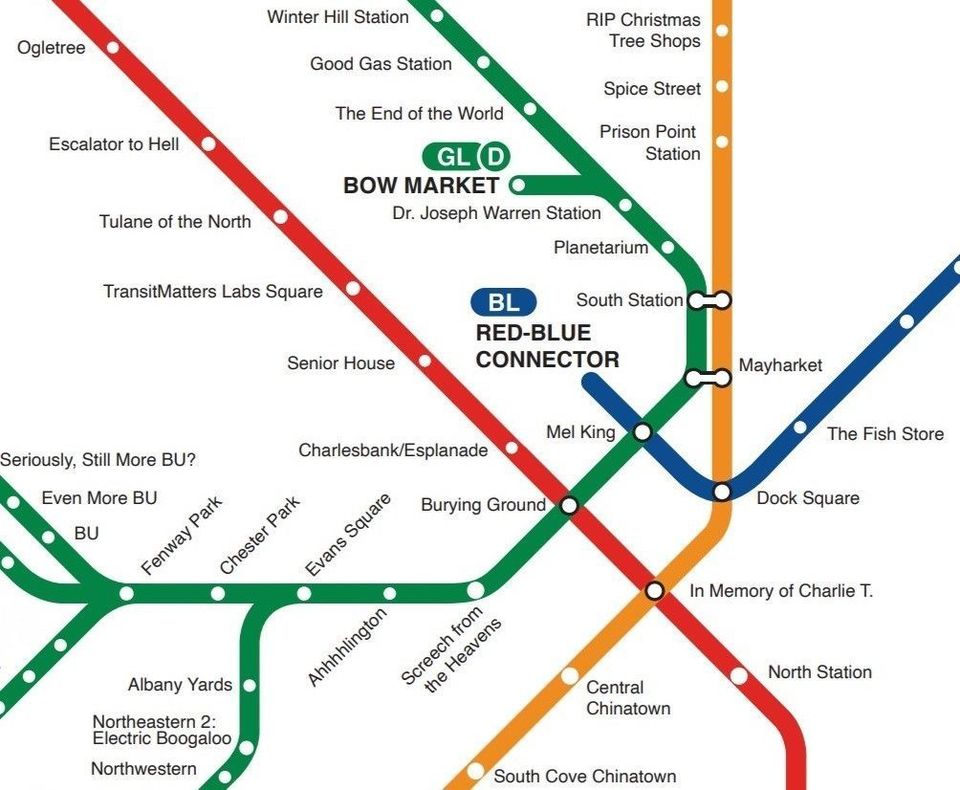 Winter Hill Station
RIP Christmas
Tree Shops
Ogletree
Good Gas Station
Spice Street
The End of the World
Prison Point
Station
Escalator to Hell
GL D
BOW MARKET
Dr. Joseph Warren Station
Tulane of the North
Planetarium
TransitMatters Labs Square
BL
South Station
RED-BLUE
CONNECTOR
Senior House
Mayharket
Mel King
The Fish Store
Charlesbank/Esplanade
Seriously, Still More BU?
Even More BU
Dock Square
Burying Ground
BU
Fenway Park
Chester Park
Evans Square
In Memory of Charlie T.
Ahhhhlington
Screech from
the Heavens
North Station
Albany Yards
Central
Chinatown
Northeastern 2:
Electric Boogaloo
Northwestern
South Cove Chinatown